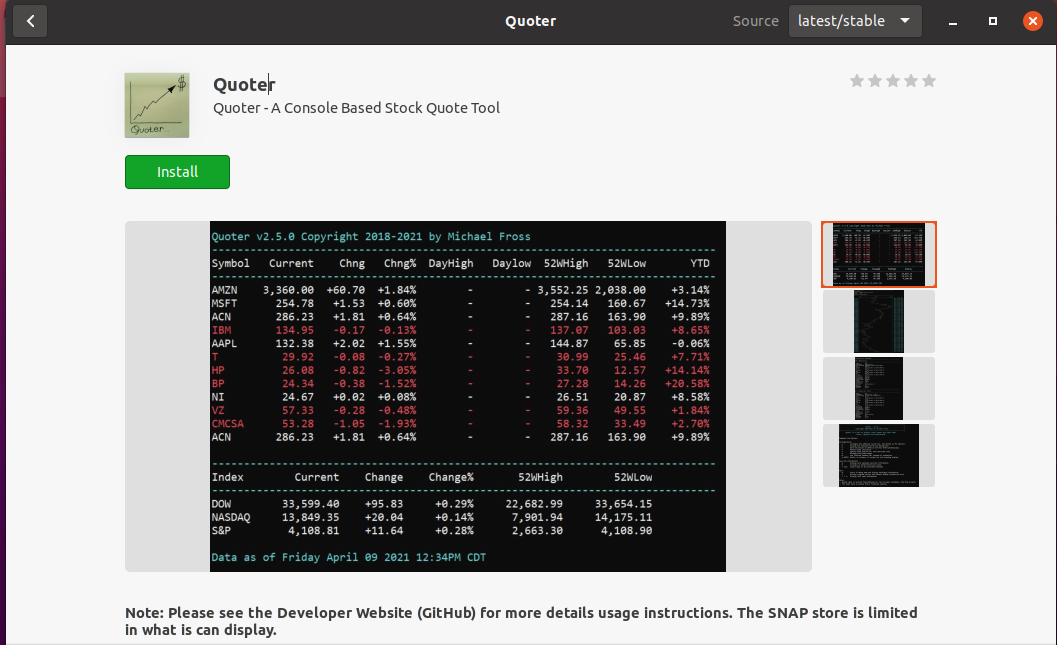 Quoter
Source latest/stable
$
Quoter...
Quoter
Quoter - A Console Based Stock Quote Tool
Install
Quoter v2.5.0 Copyright 2018-2021 by Michael Fross
Symbol Current Chng Chng% DayHigh Daylow 52WHigh 52WLow YTD
AMZN 3,360.00 +60.70 +1.84% - - 3,552.25 2,038.00 +3.14%
MSFT 254.78 +1.53 +0.60% - - 254.14 160.67 +14.73%
ACN 286.23 +1.81 +0.64% - - 287.16 163.90 +9.89%
IBM 134.95 -0.17 -0.13% - - 137.07 103.03 +8.65%
AAPL 132.38 +2.02 +1.55% - - 144.87 65.85 -0.06%
T 29.92 -0.08 -0.27% - - 30.99 25.46 +7.71%
HP 26.08 -0.82 -3.05% - - 33.70 12.57 +14.14%
BP 24.34 -0.38 -1.52% - - 27.28 14.26 +20.58%
NI 24.67 +0.02 +0.08% - - 26.51 20.87 +8.58%
VZ 57.33 -0.28 -0.48% - - 59.36 49.55 +1.84%
CMCSA 53.28 -1.05 -1.93% - - 58.32 33.49 +2.70%
ACN 286.23 +1.81 +0.64% - - 287.16 163.90 +9.89%
Index Current Change Change% 52WHigh 52WLow
DOW 33,599.40 +95.83 +0.29% 22,682.99 33,654.15
NASDAQ 13,849.35 +20.04 +0.14% 7,901.94 14,175.11
S&P 4,108.81 +11.64 +0.28% 2,663.30 4,108.90
Data as of Friday April 09 2021 12:34PM CDT
Note: Please see the Developer Website (GitHub) for more details usage instructions. The SNAP store is limited
in what is can display.